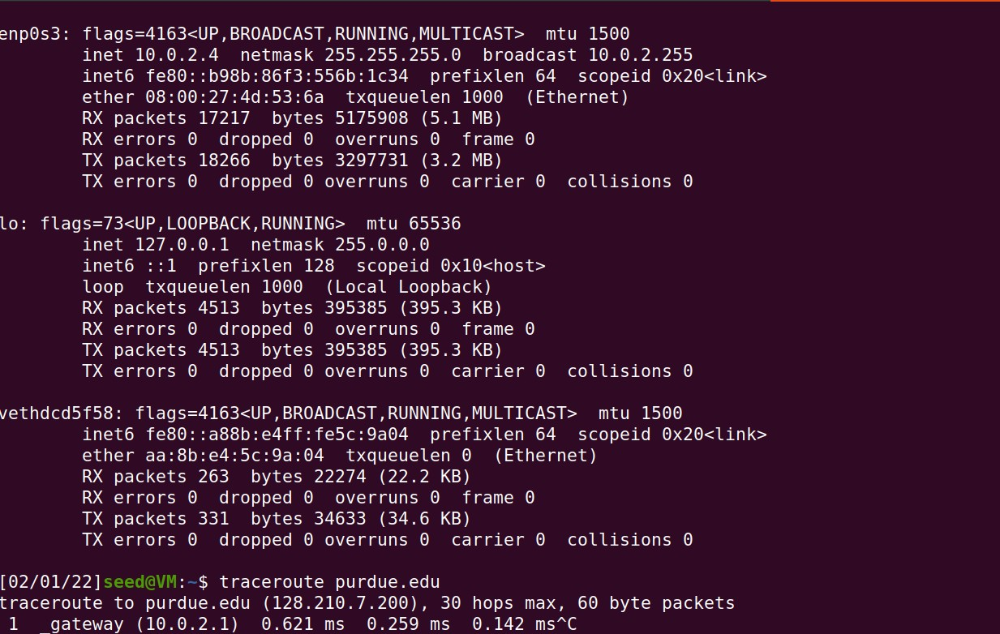 enp0s3: flags=4163<UP,BROADCAST,RUNNING,MULTICAST>  mtu 1500
        inet 10.0.2.4  netmask 255.255.255.0  broadcast 10.0.2.255
        inet6 fe80::b98b:86f3:556b:1c34  prefixlen 64  scopeid 0x20<link>
        ether 08:00:27:4d:53:6a  txqueuelen 1000  (Ethernet)
        RX packets 17217  bytes 5175908 (5.1 MB)
        RX errors 0  dropped 0  overruns 0  frame 0
        TX packets 18266  bytes 3297731 (3.2 MB)
        TX errors 0  dropped 0 overruns 0  carrier 0  collisions 0

lo: flags=73<UP,LOOPBACK,RUNNING>  mtu 65536
        inet 127.0.0.1  netmask 255.0.0.0
        inet6 ::1  prefixlen 128  scopeid 0x10<host>
        loop  txqueuelen 1000  (Local Loopback)
        RX packets 4513  bytes 395385 (395.3 KB)
        RX errors 0  dropped 0  overruns 0  frame 0
        TX packets 4513  bytes 395385 (395.3 KB)
        TX errors 0  dropped 0 overruns 0  carrier 0  collisions 0

vethdcd5f58: flags=4163<UP,BROADCAST,RUNNING,MULTICAST>  mtu 1500
        inet6 fe80::a88b:e4ff:fe5c:9a04  prefixlen 64  scopeid 0x20<link>
        ether aa:8b:e4:5c:9a:04  txqueuelen 0  (Ethernet)
        RX packets 263  bytes 22274 (22.2 KB)
        RX errors 0  dropped 0  overruns 0  frame 0
        TX packets 331  bytes 34633 (34.6 KB)
        TX errors 0  dropped 0 overruns 0  carrier 0  collisions 0

[02/01/22]seed@VM:~$ traceroute purdue.edu
traceroute to purdue.edu (128.210.7.200), 30 hops max, 60 byte packets
 1  _gateway (10.0.2.1)  0.621 ms  0.259 ms  0.142 ms^C